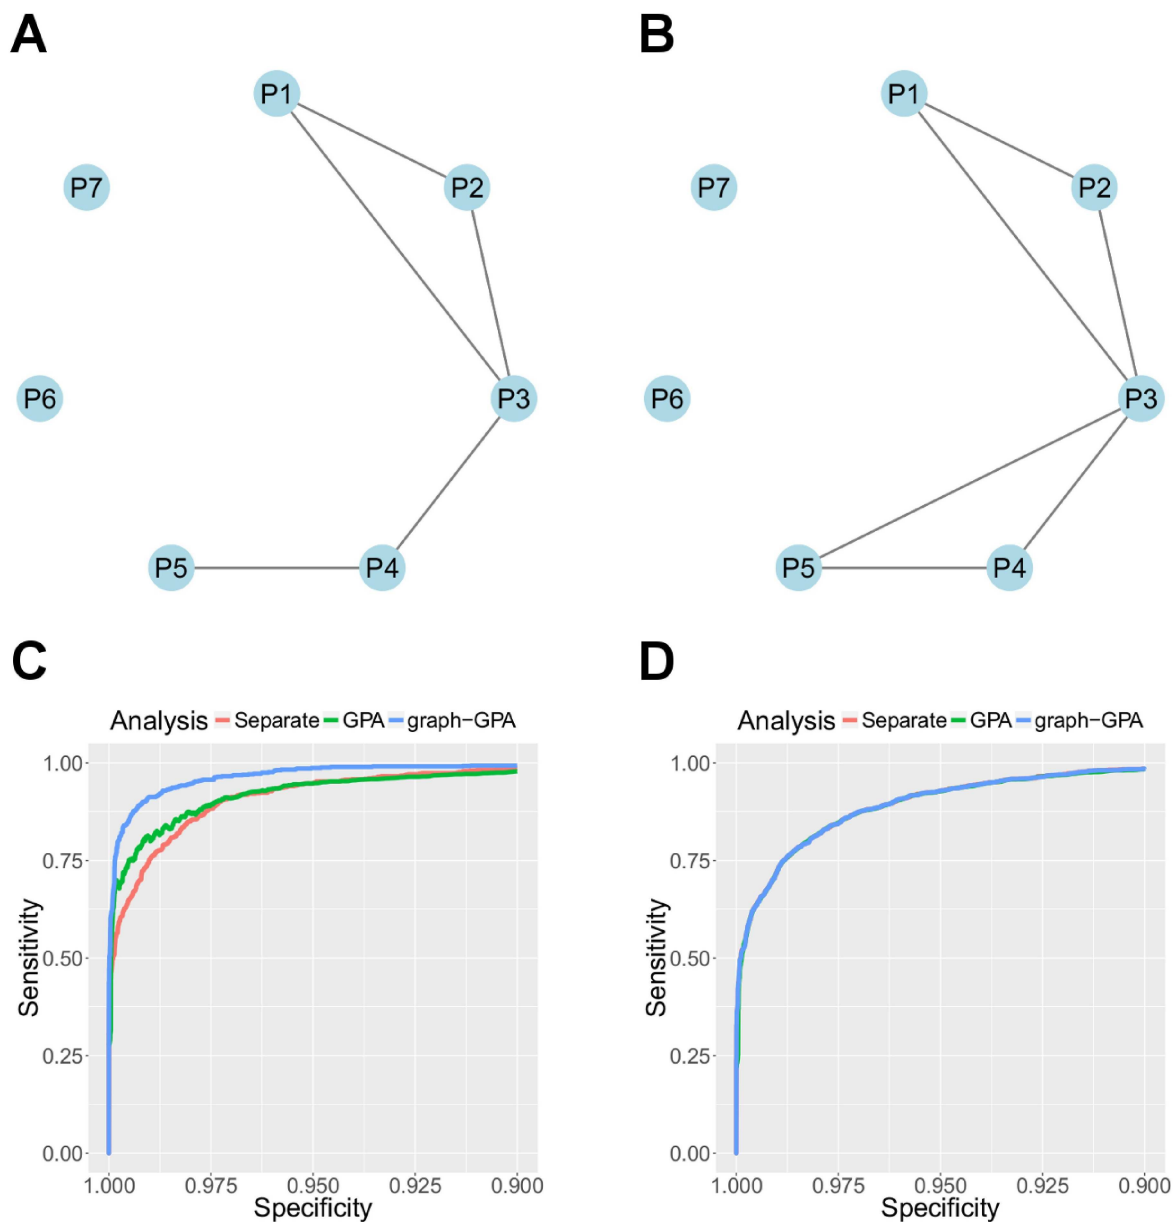 A
B
P1
P1
P7
P2
P7
P2
P6
P3
P6
P3
P5
P4
P5
P4
C
D
Analysis Separate GPA graph−GPA
Analysis Separate GPA graph−GPA
1.00
0.75
0.50
0.25
0.00
Sensitivity
1.000 0.975 0.950 0.925 0.900
Specificity
1.00
0.75
0.50
0.25
0.00
Sensitivity
1.000 0.975 0.950 0.925 0.900
Specificity